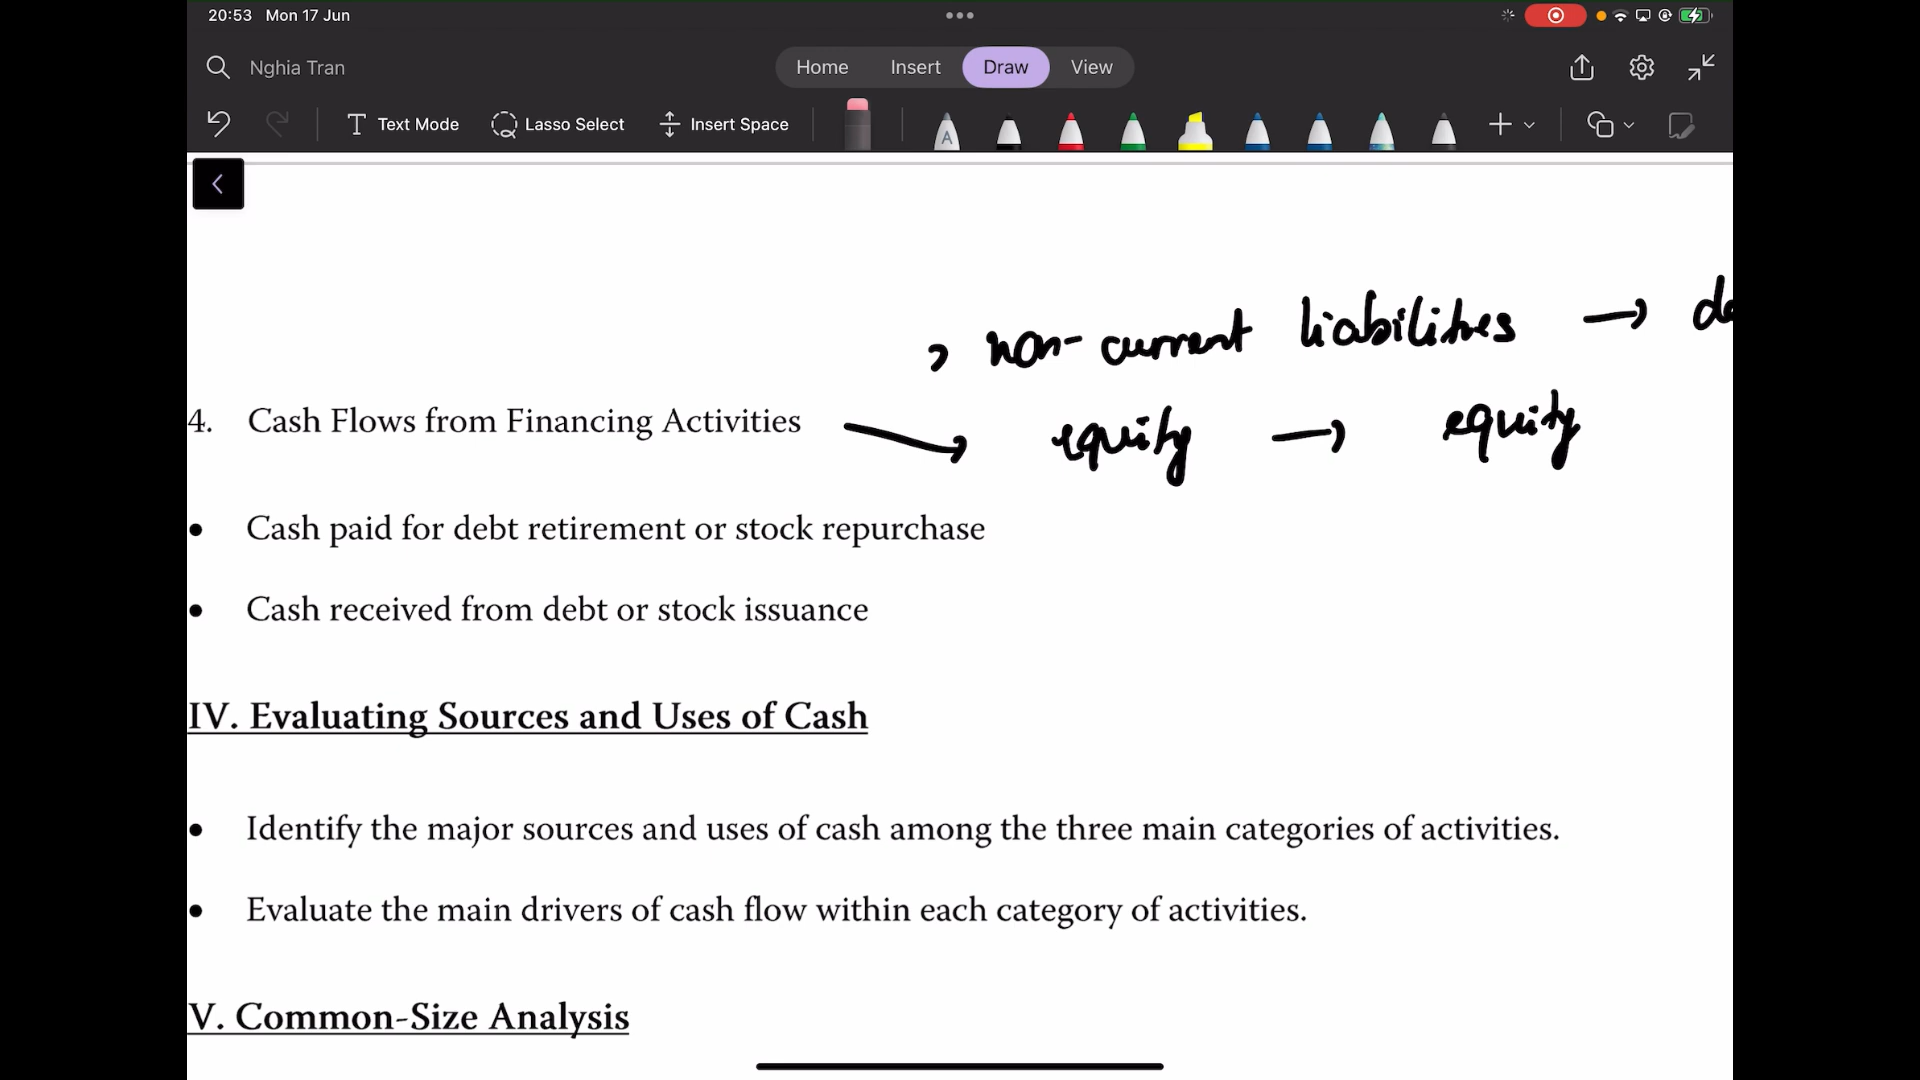 20:53 Mon 17 Jun
Nghia Tran
Home Insert Draw View
Text Mode Lasso Select Insert Space
A
non-current liabilities → de
4. Cash Flows from Financing Activities → equity → equity
• Cash paid for debt retirement or stock repurchase
• Cash received from debt or stock issuance
IV. Evaluating Sources and Uses of Cash
• Identify the major sources and uses of cash among the three main categories of activities.
• Evaluate the main drivers of cash flow within each category of activities.
V. Common-Size Analysis